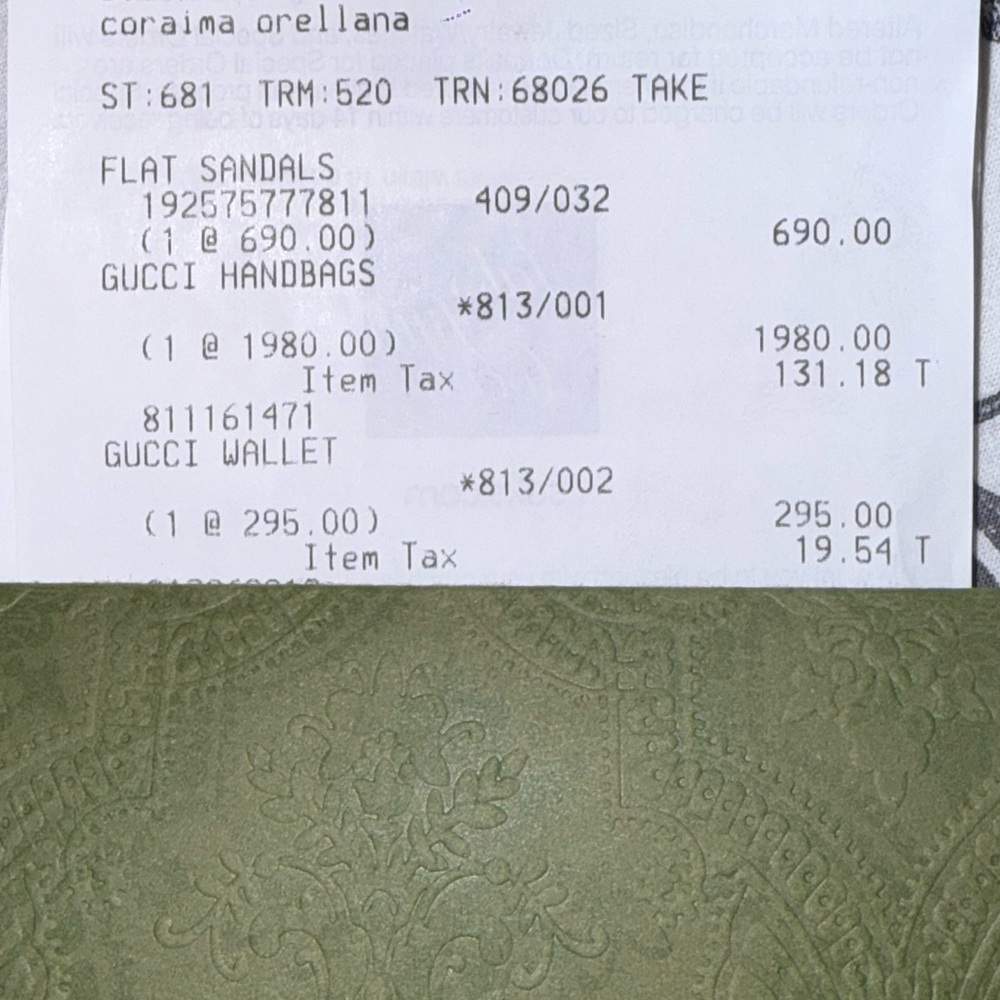 coraima orellana
ST:681 TRM:520 TRN:68026 TAKE
FLAT SANDALS
192575777811 409/032
(1 @ 690.00) 690.00
GUCCI HANDBAGS
*813/001
(1 @ 1980.00) 1980.00
Item Tax 131.18 T
811161471
GUCCI WALLET
*813/002
(1 @ 295.00) 295.00
Item Tax 19.54 T